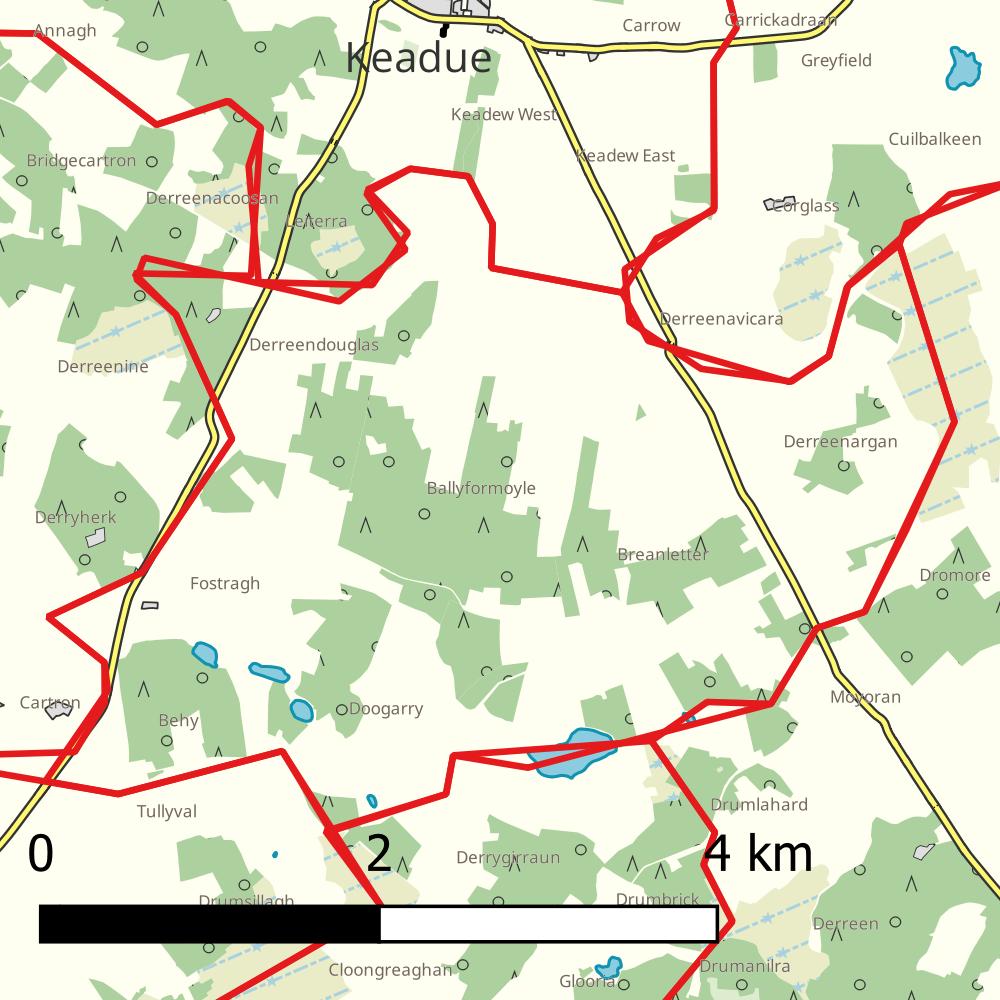 Carrickadraan
Carrow
Annagh
Keadue
Greyfield
Keadew West
Cuilbalkeen
Keadew East
Bridgecartron
Derreenacoosan
Corglass
Leiterra
Derreenavicara
Derreendouglas
Derreenine
Derreenargan
Ballyformoyle
Derryherk
Breanletter
Dromore
Fostragh
Moyoran
Cartron
Doogarry
Behy
Drumlahard
Tullyval
0 2 4 km
Derrygirraun
Drumsillagh
Drumbrick
Derreen
Drumanilra
Cloongreaghan
Glooria